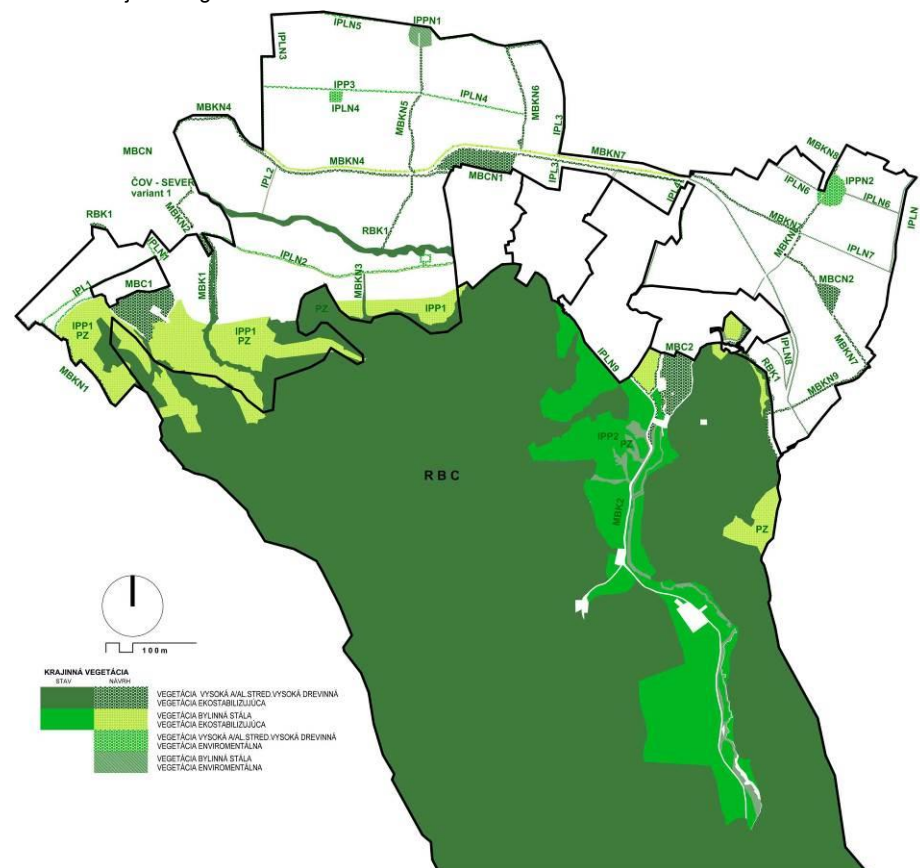 IPLN5
IPPN1
IPLN3
IPP3
IPLN4
IPLN4
MBKN5
MBKN6
IPL3
MBKN4
MBCN
MBKN4
MBKN7
MBCN1
IPL3
IPL2
IPL4
MBKN8
IPLN6
IPPN2
IPLN6
IPLN
ČOV - SEVER
variant 1
MBKN2
RBK1
RBK1
IPLN2
MBKN3
MBK1
IPL1
MBC1
IPP1
PZ
IPP1
PZ
PZ
IPP1
MBKN1
IPLN7
MBCN2
MBKN7
IPLN8
MBC2
RBK1
MBKN9
IPLN9
RBC
IPP2
PZ
MBK2
PZ
100m
KRAJINNÁ VEGETÁCIA
STAV NÁVRH
VEGETÁCIA VYSOKÁ A/AL.STRED.VYSOKÁ DREVINNÁ
VEGETÁCIA EKOSTABILIZUJÚCA
VEGETÁCIA BYLINNÁ STÁLA
VEGETÁCIA EKOSTABILIZUJÚCA
VEGETÁCIA VYSOKÁ A/AL.STRED.VYSOKÁ DREVINNÁ
VEGETÁCIA ENVIROMENTÁLNA
VEGETÁCIA BYLINNÁ STÁLA
VEGETÁCIA ENVIROMENTÁLNA